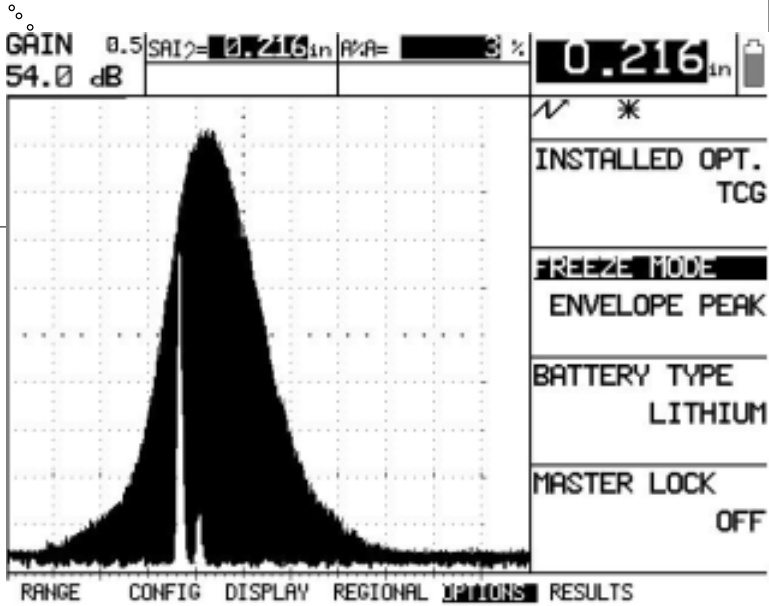 GAIN 0.5 SA1⤴= 0.216in A%A= 3 % 0.216in
54.0 dB
INSTALLED OPT.
TCG
FREEZE MODE
ENVELOPE PEAK
BATTERY TYPE
LITHIUM
MASTER LOCK
OFF
RANGE CONFIG DISPLAY REGIONAL OPTIONS RESULTS